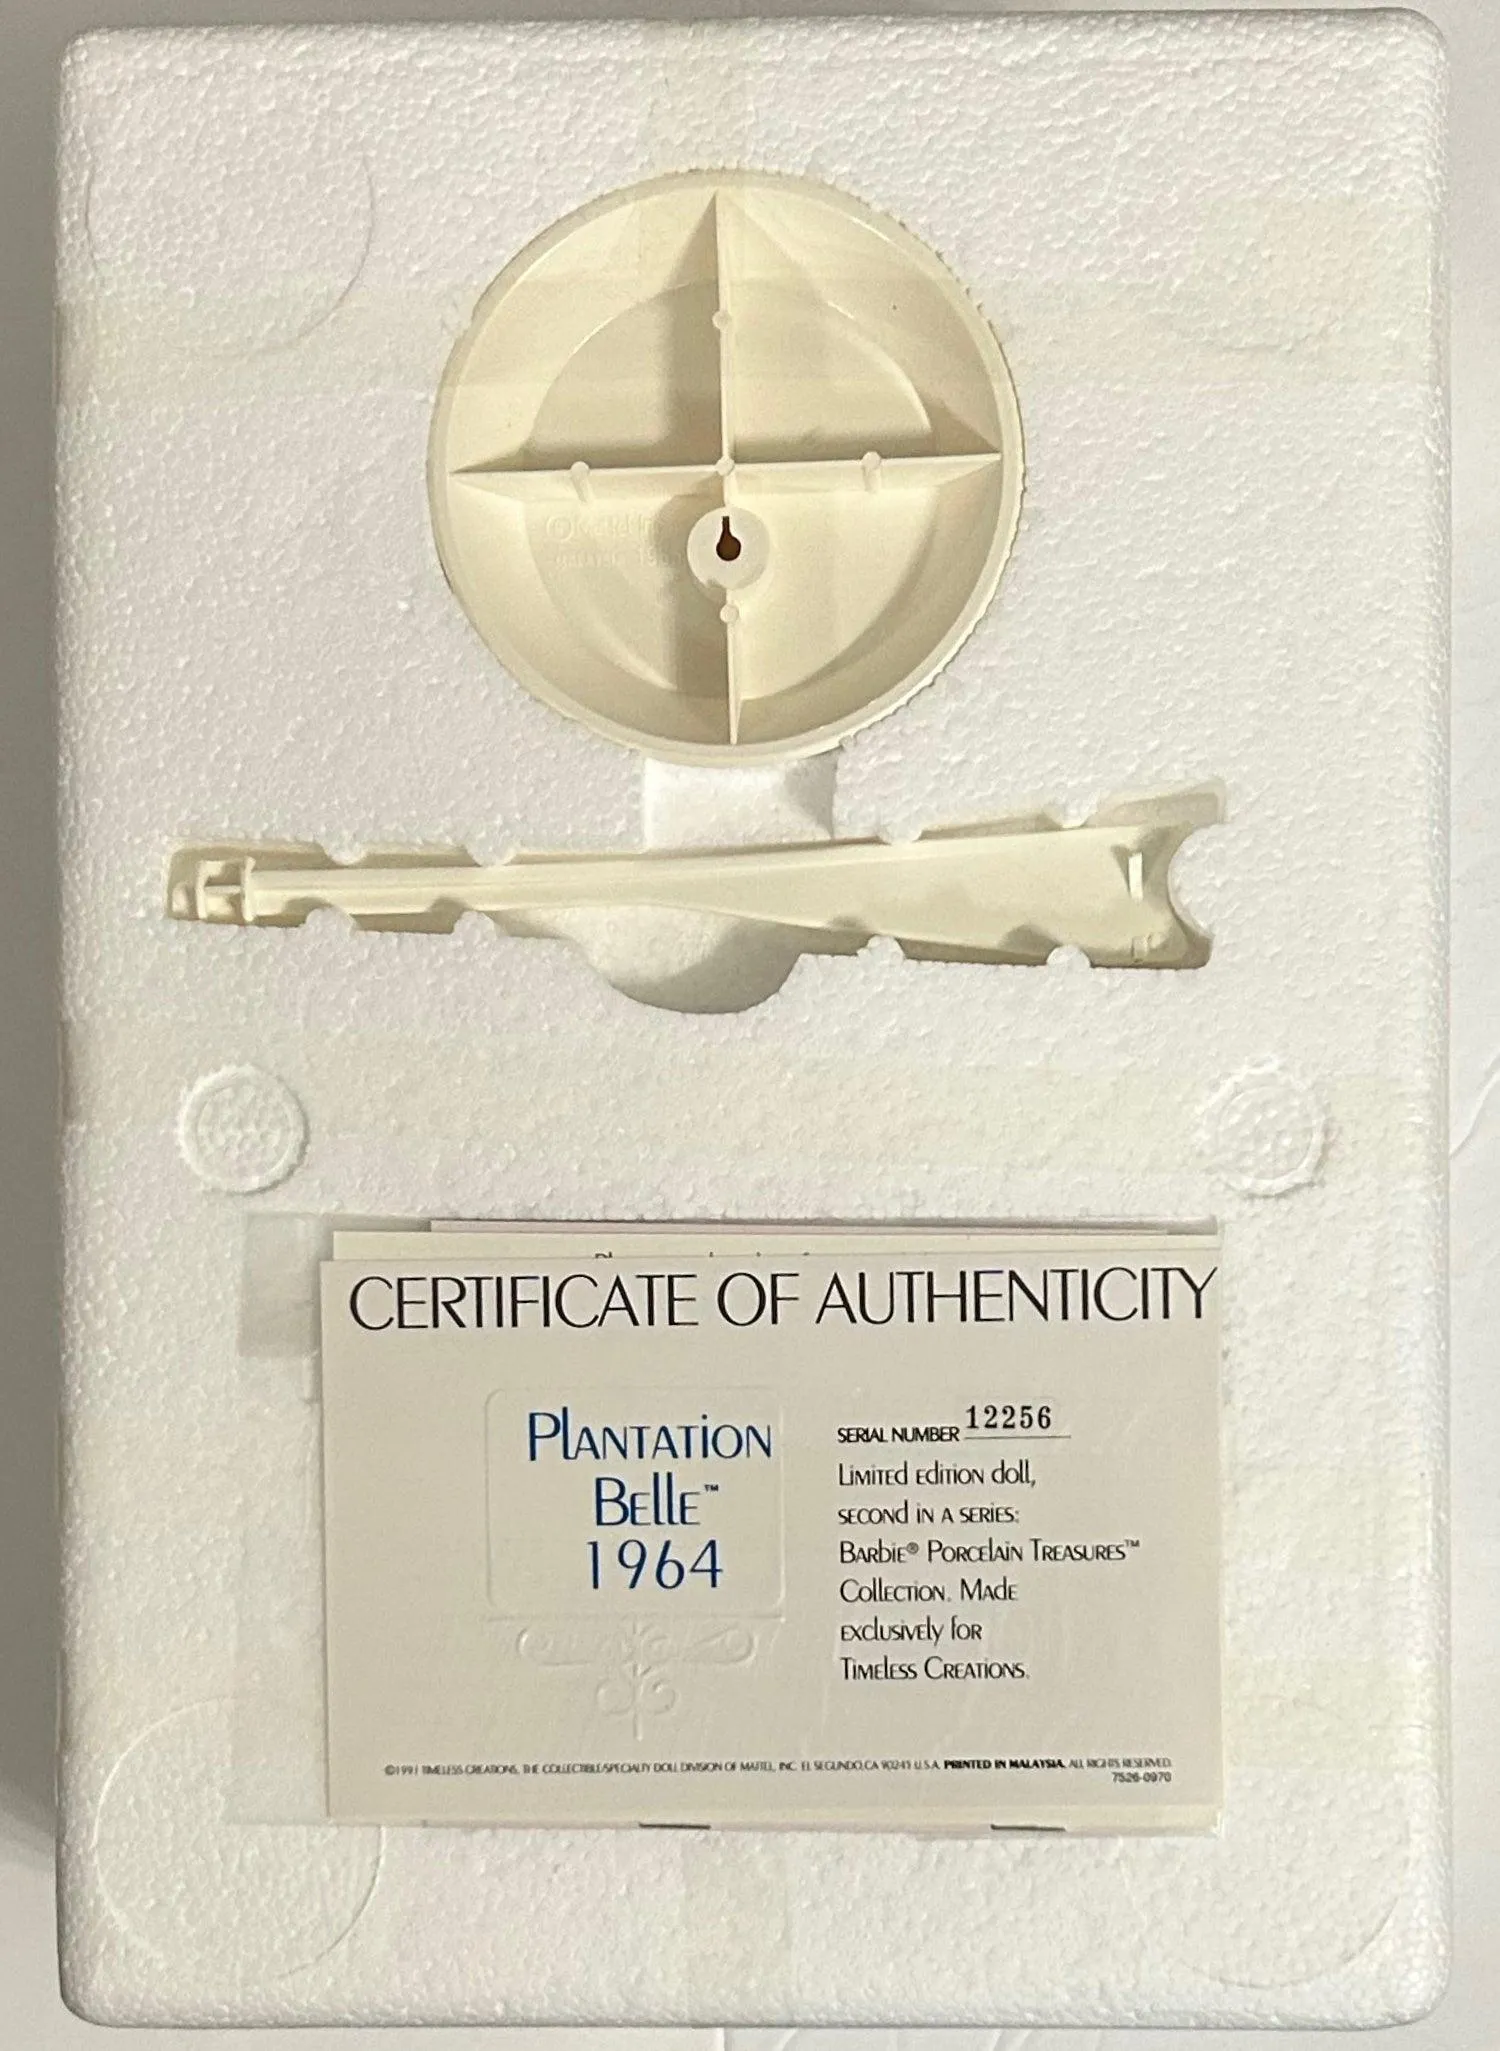 CERTIFICATE OF AUTHENTICITY
Plantation
Belle™
1964
SERIAL NUMBER 12256
Limited edition doll,
second in a series:
Barbie® Porcelain Treasures™
Collection. Made
exclusively for
Timeless Creations.
©1991 TIMELESS CREATIONS, THE COLLECTIBLE/SPECIALTY DOLL DIVISION OF MATTEL, INC. EL SEGUNDO, CA 90245 U.S.A. PRINTED IN MALAYSIA. ALL RIGHTS RESERVED.
7526-0970